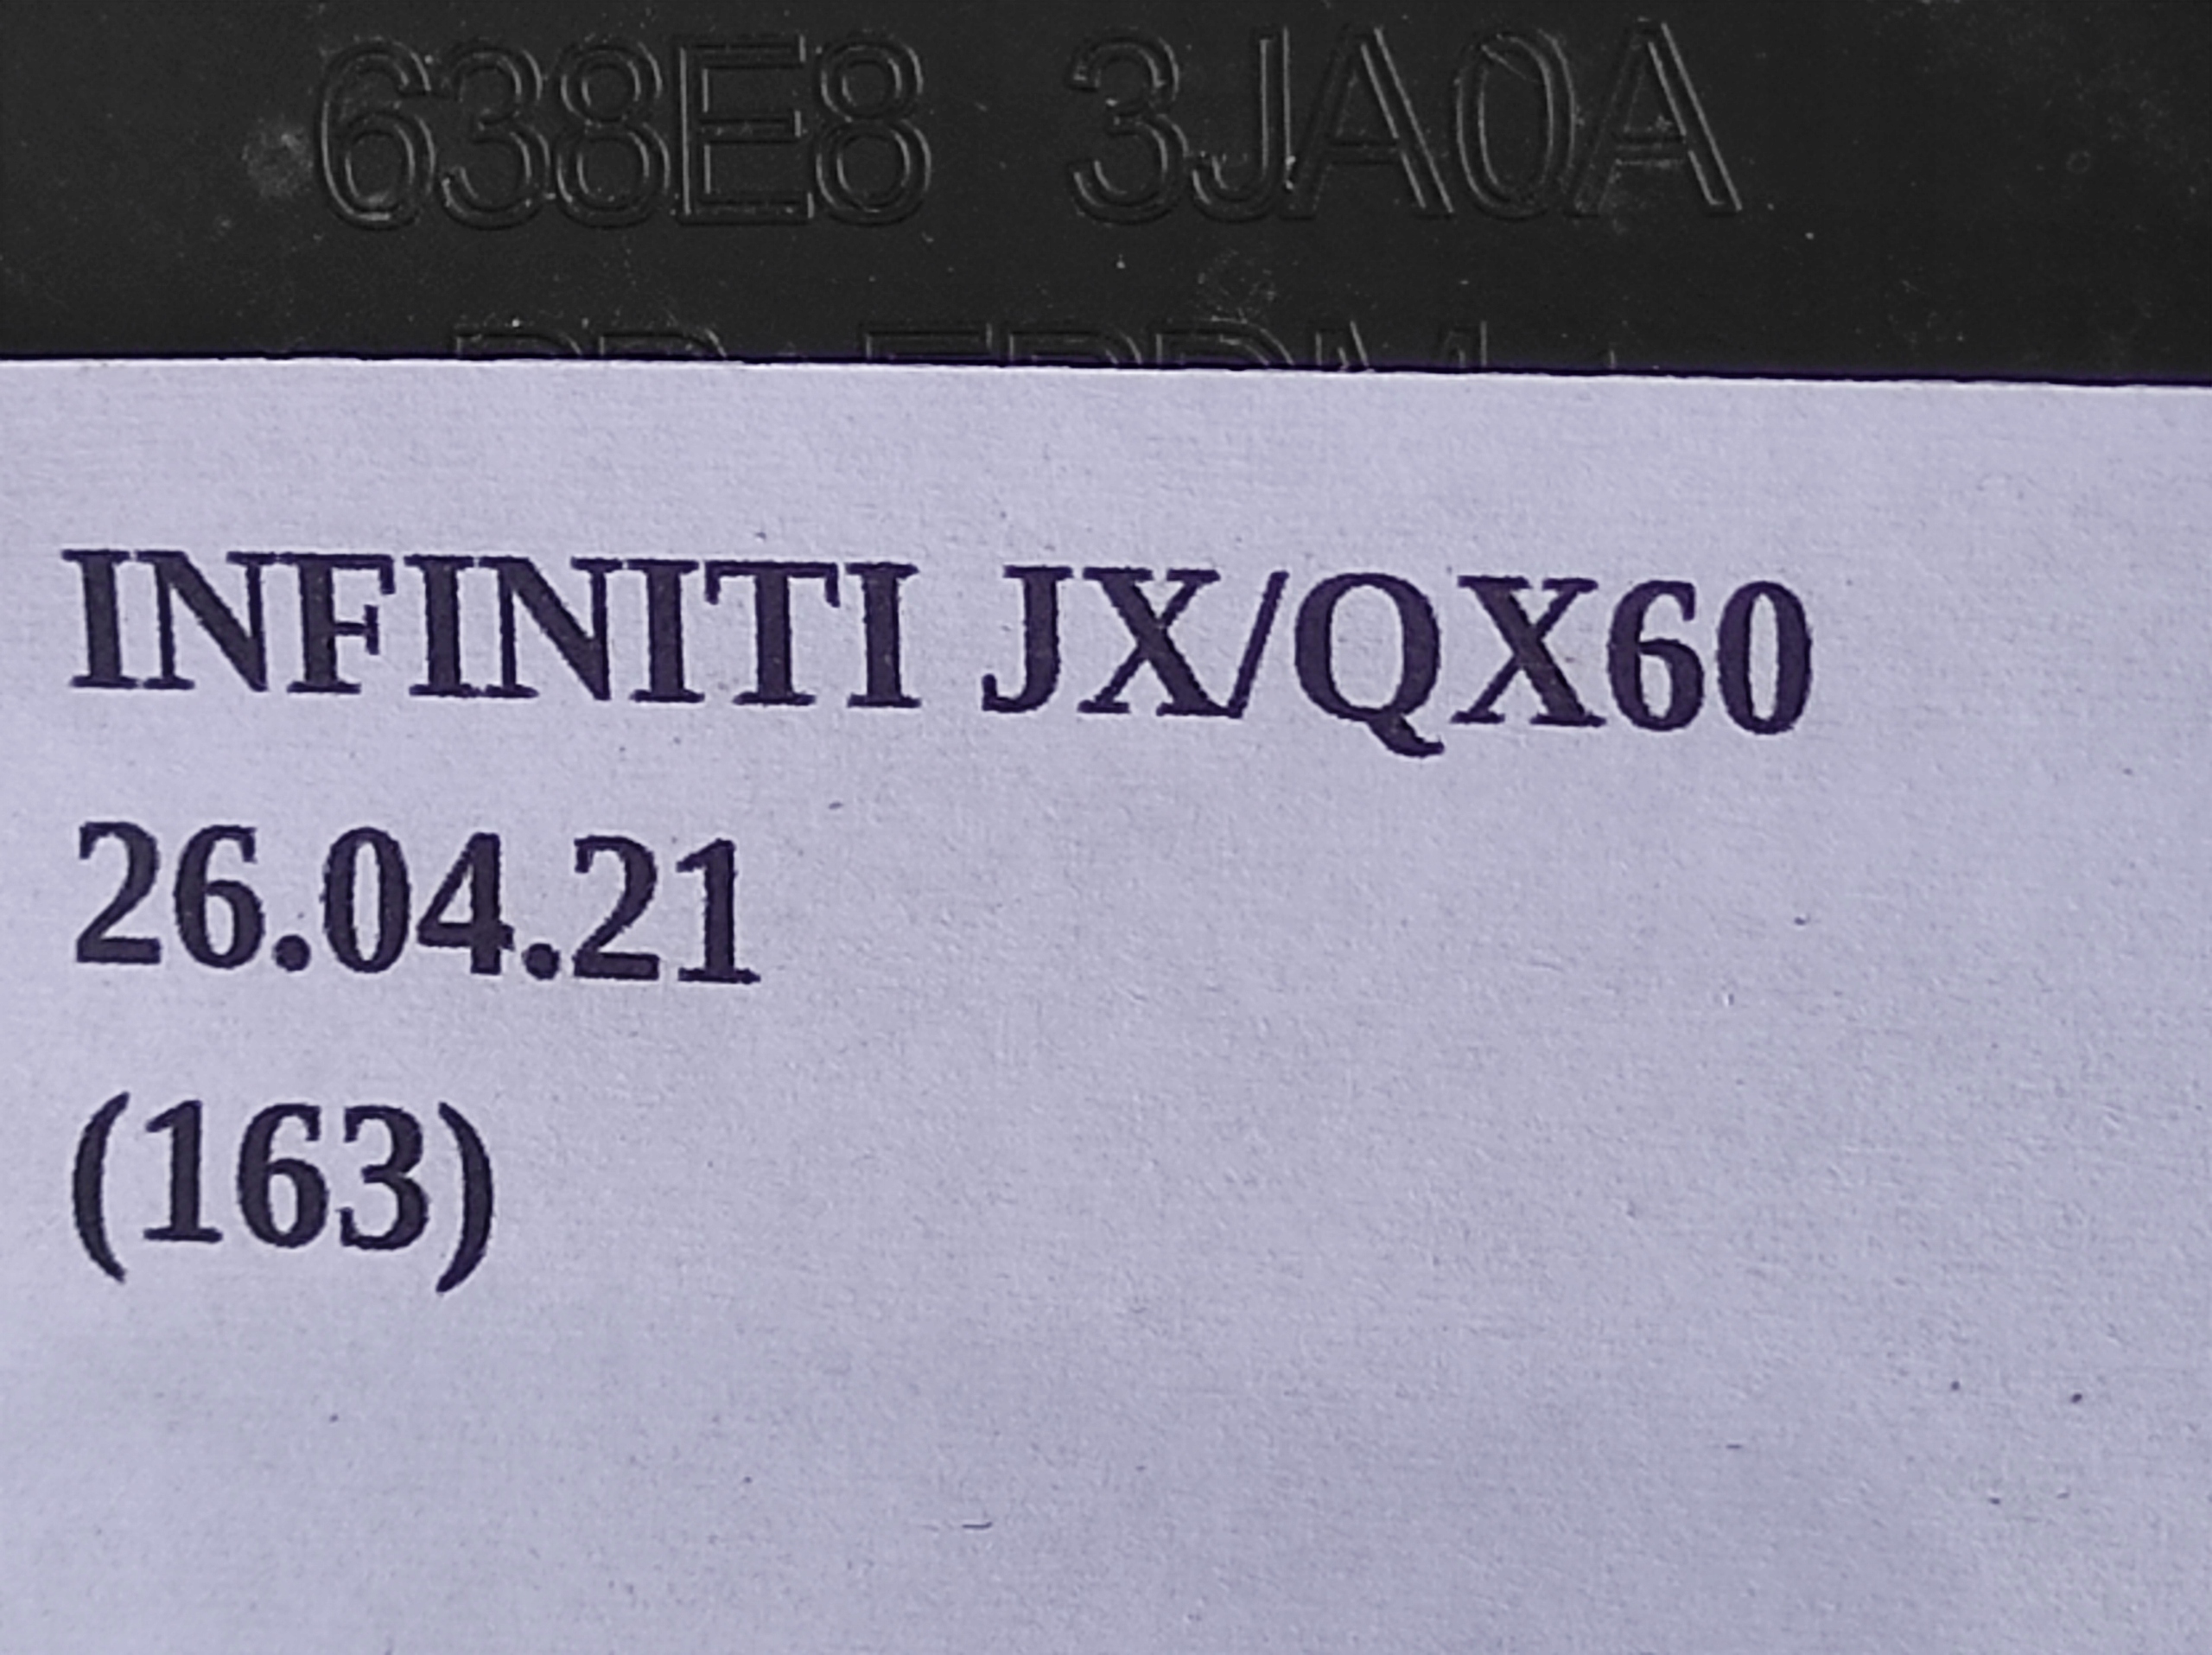 638E8 3JA0A
INFINITI JX/QX60
26.04.21
(163)